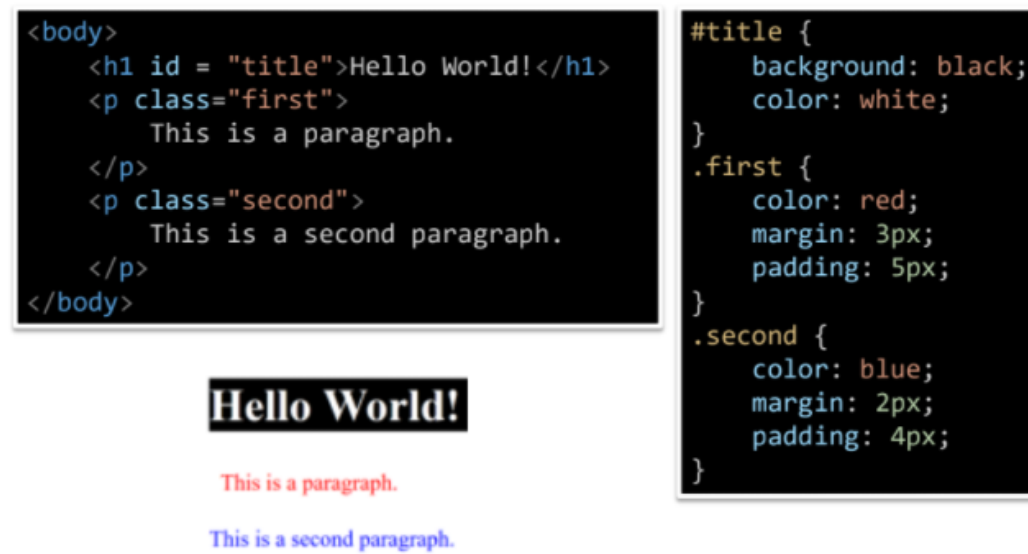 <body>
<h1 id = "title">Hello World!</h1>
<p class="first">
This is a paragraph.
</p>
<p class="second">
This is a second paragraph.
</p>
</body>
#title {
background: black;
color: white;
}
.first {
color: red;
margin: 3px;
padding: 5px;
}
.second {
color: blue;
margin: 2px;
padding: 4px;
}
Hello World!
This is a paragraph.
This is a second paragraph.